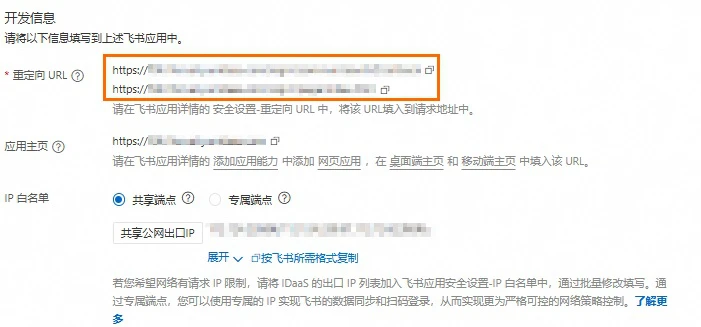 开发信息
请将以下信息填写到上述飞书应用中。
* 重定向 URL
https://
https://
请在飞书应用详情的 安全设置-重定向 URL 中，将该 URL填入到请求地址中。
应用主页
https://
请在飞书应用详情的 添加应用能力 中添加 网页应用 ，在 桌面端主页 和 移动端主页 中填入该 URL。
IP 白名单
共享端点 专属端点
共享公网出口IP
展开 按飞书所需格式复制
若您希望网络有请求 IP 限制，请将 IDaaS 的出口 IP 列表加入飞书应用安全设置-IP 白名单中，通过批量修改填写。通
过专属端点，您可以使用专属的 IP 实现飞书的数据同步和扫码登录，从而实现更为严格可控的网络策略控制。了解更
多